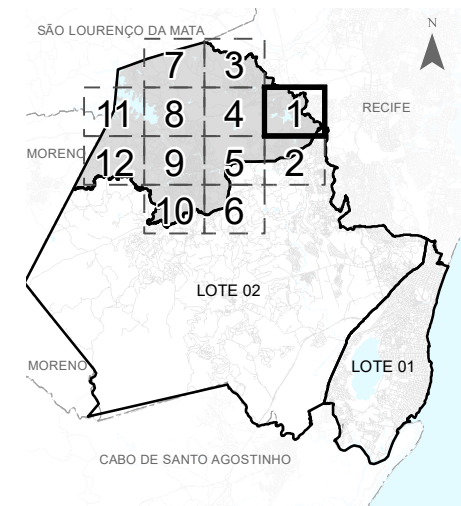 SÃO LOURENÇO DA MATA
N
7 3
11 8 4 1
RECIFE
MORENO
12 9 5 2
10 6
LOTE 02
MORENO
LOTE 01
CABO DE SANTO AGOSTINHO